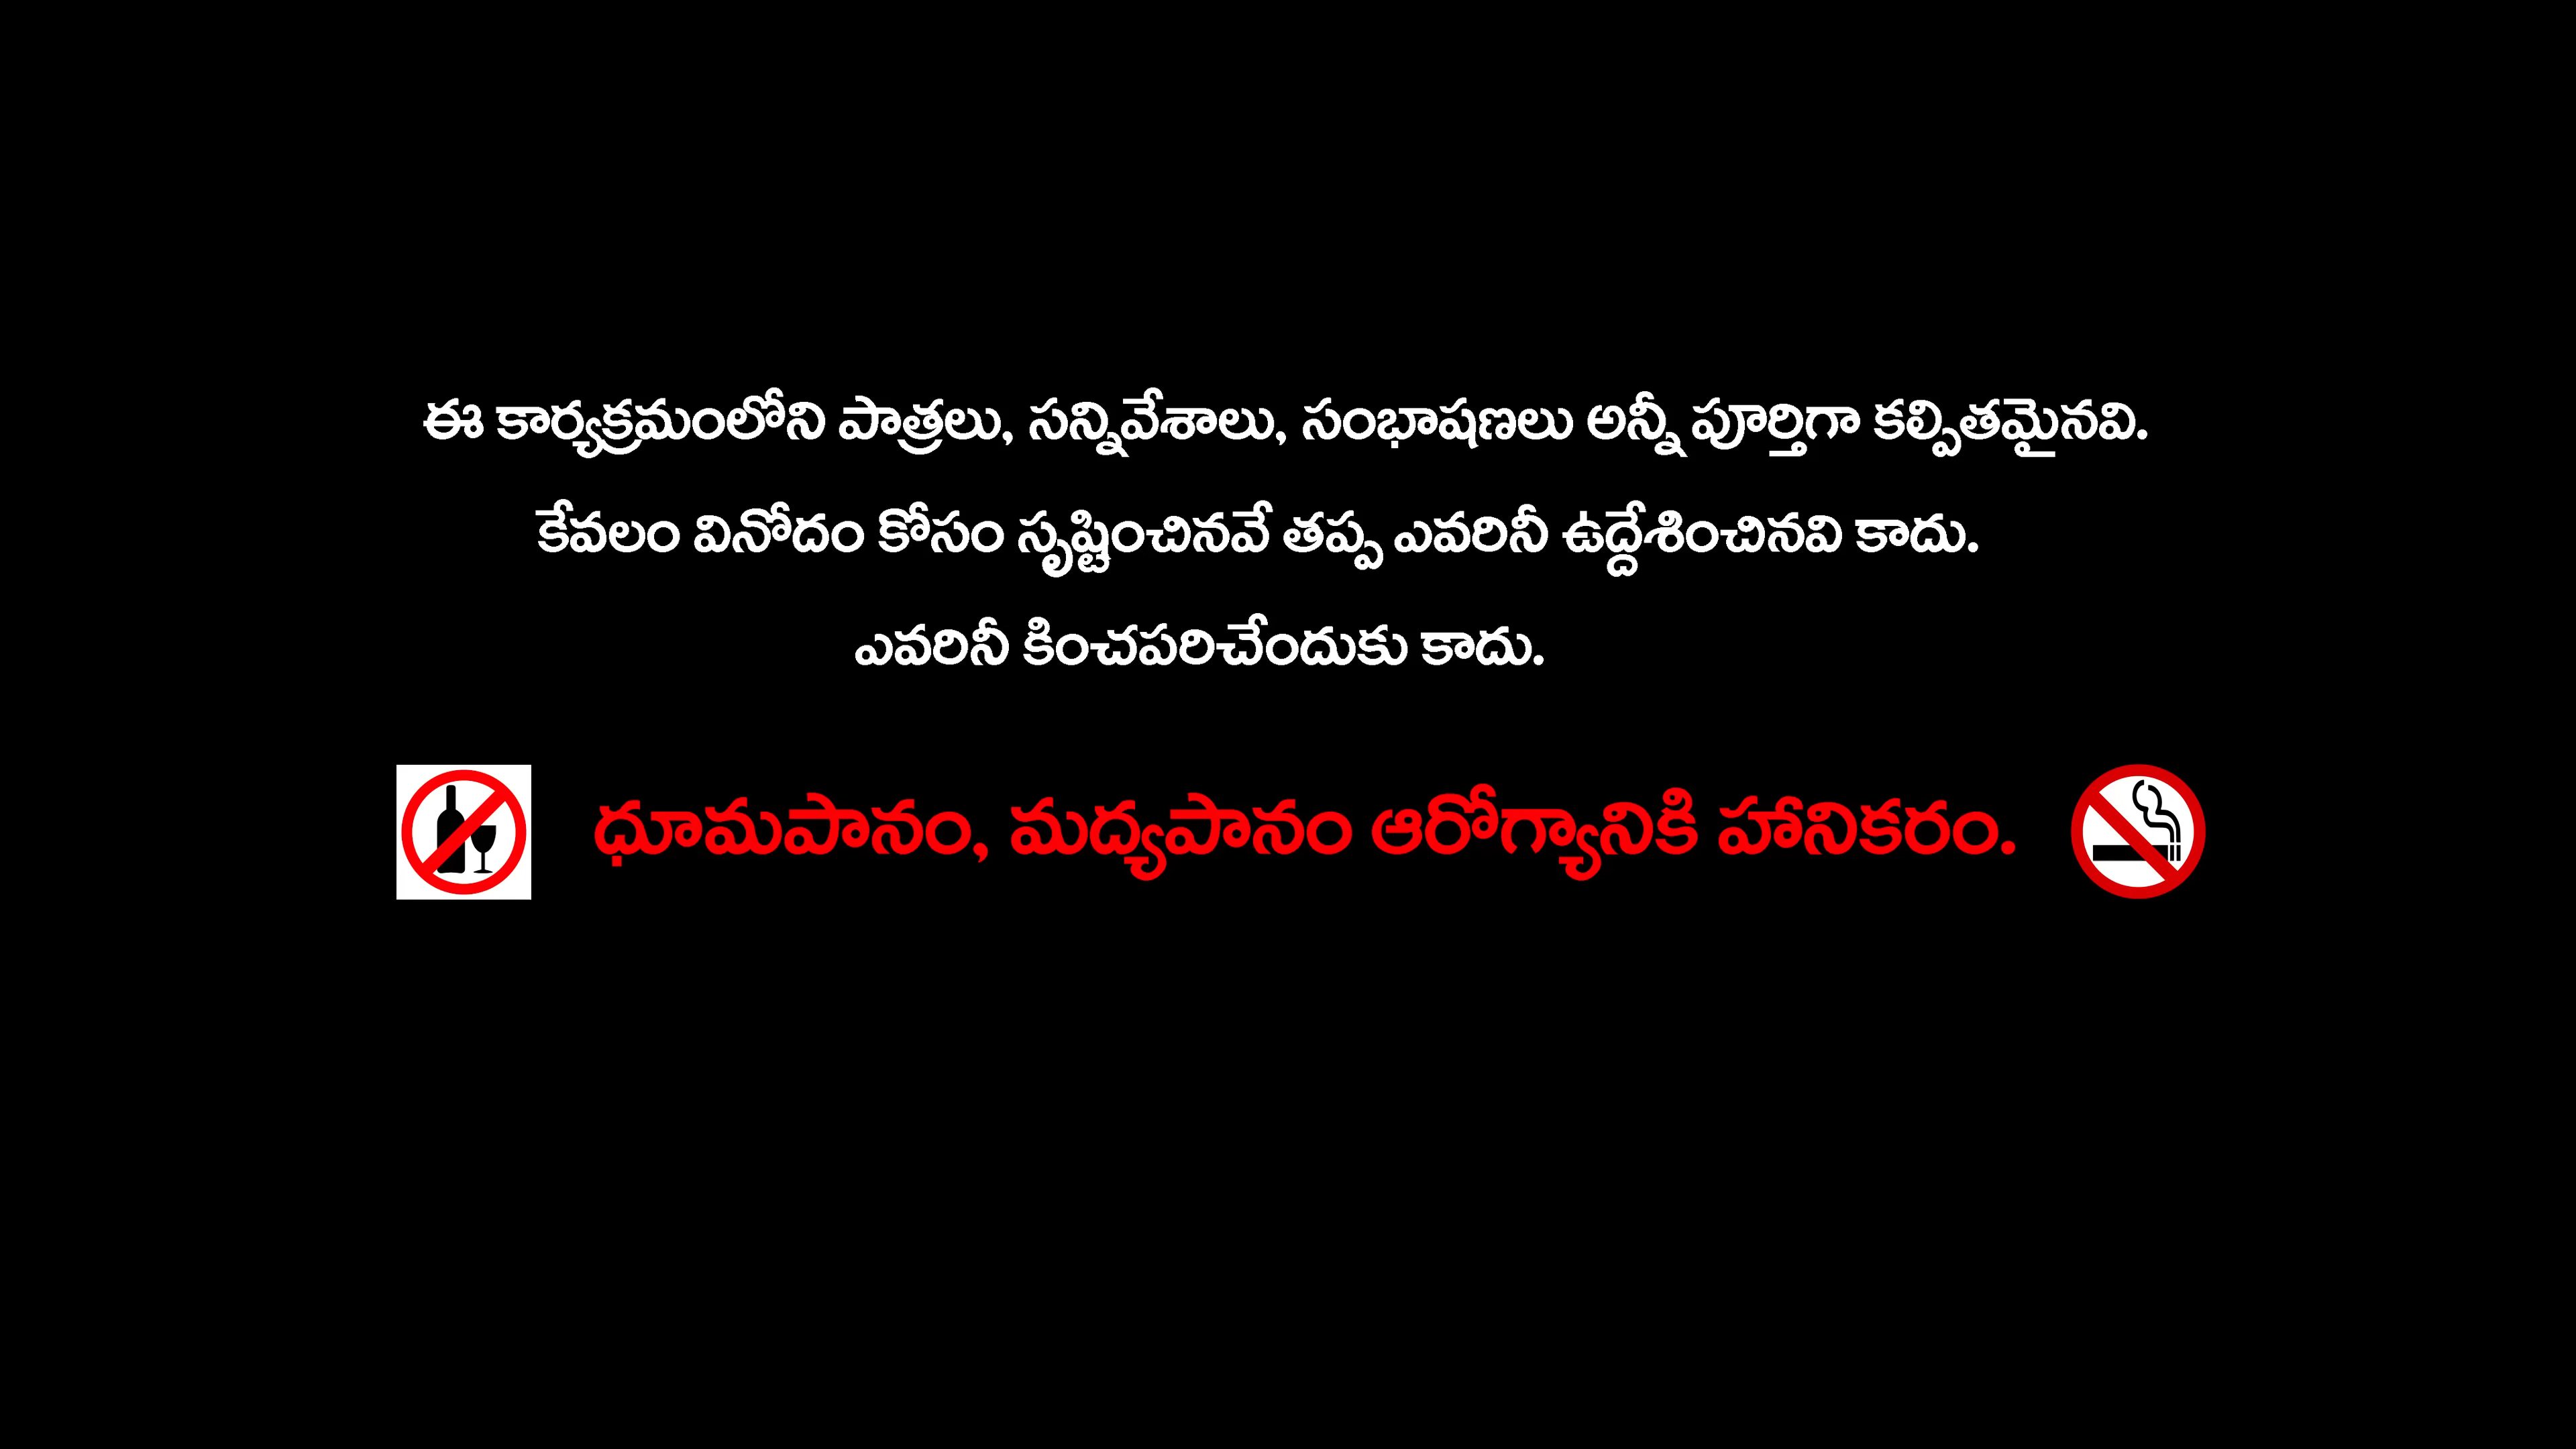 ఈ కార్యక్రమంలోని పాత్రలు, సన్నివేశాలు, సంభాషణలు అన్నీ పూర్తిగా కల్పితమైనవి.
కేవలం వినోదం కోసం సృష్టించినవే తప్ప ఎవరినీ ఉద్దేశించినవి కాదు.
ఎవరినీ కించపరిచేందుకు కాదు.
ధూమపానం, మద్యపానం ఆరోగ్యానికి హానికరం.